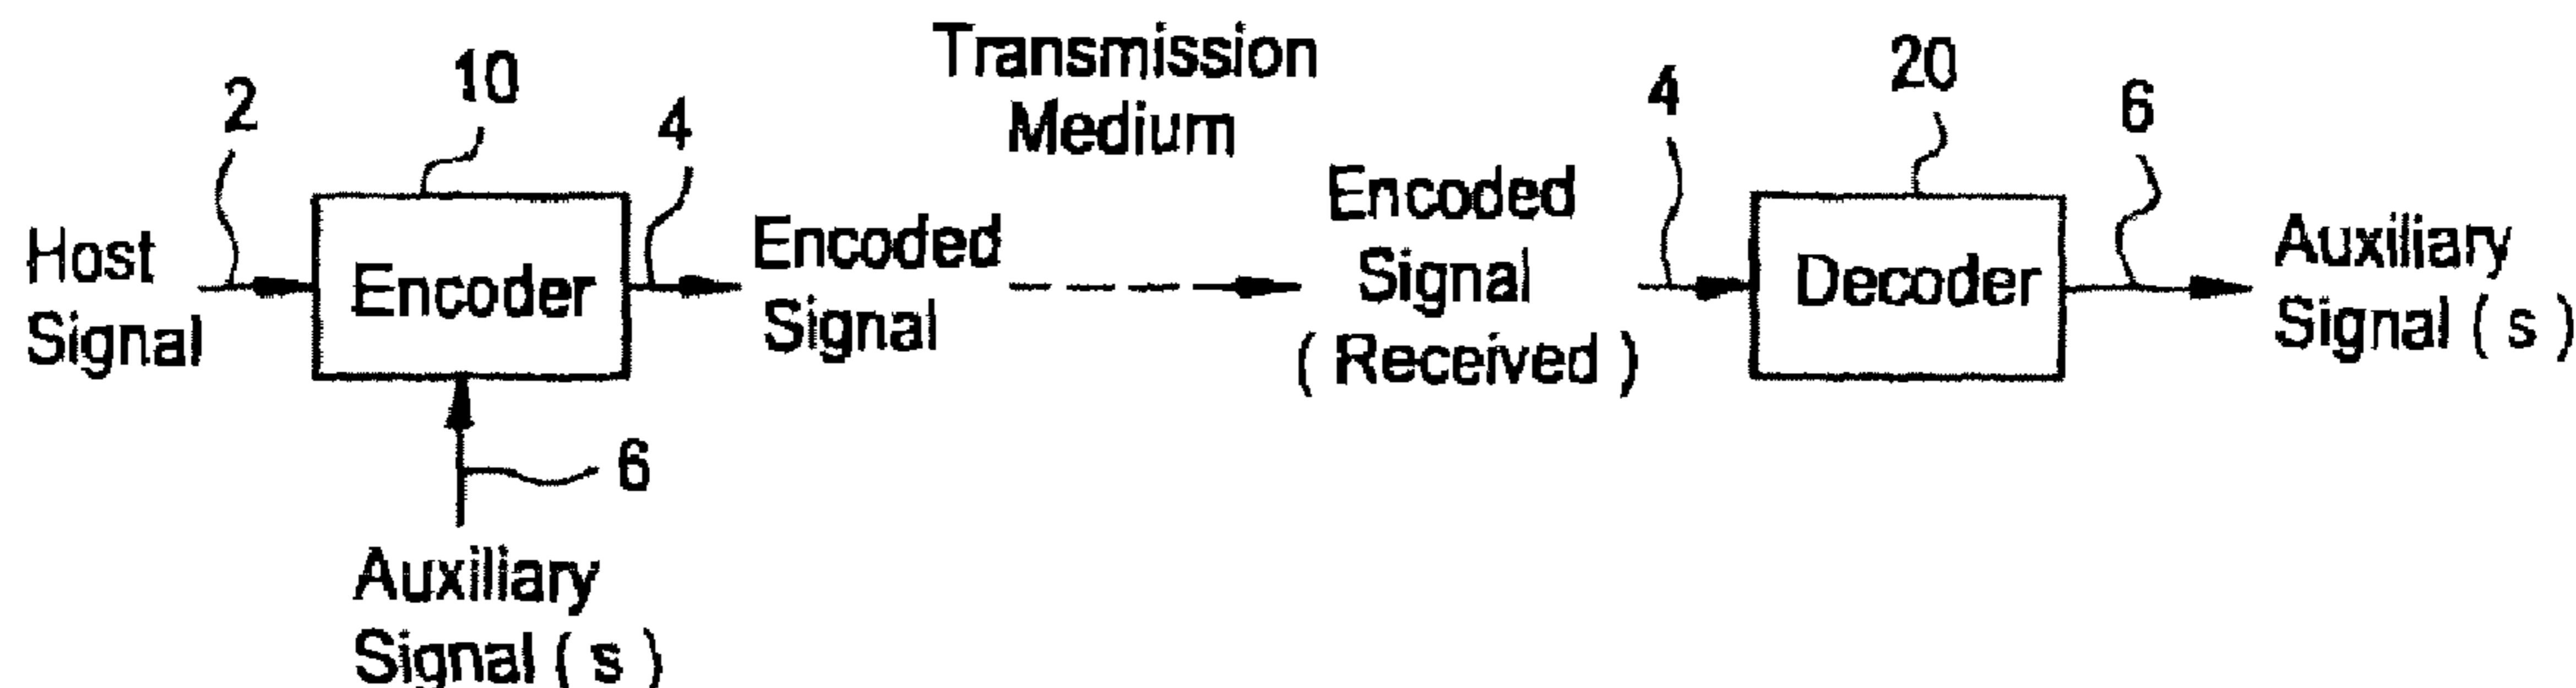 2
10
4
Transmission
Medium
4
20
6
Host
Signal
Encoder
Encoded
Signal
Encoded
Signal
( Received )
Decoder
Auxiliary
Signal ( s )
6
Auxiliary
Signal ( s )